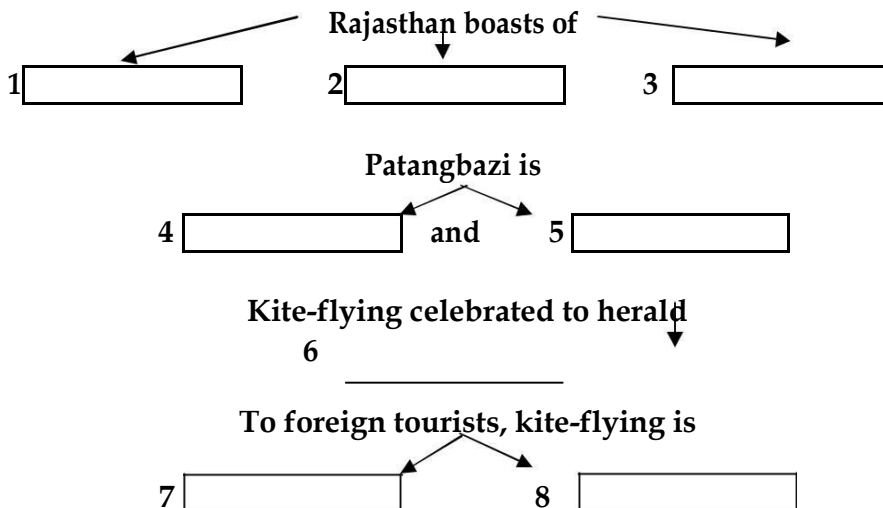 Rajasthan boasts of
1 2 3
Patangbazi is
4 and 5
Kite-flying celebrated to herald
6
To foreign tourists, kite-flying is
7 8